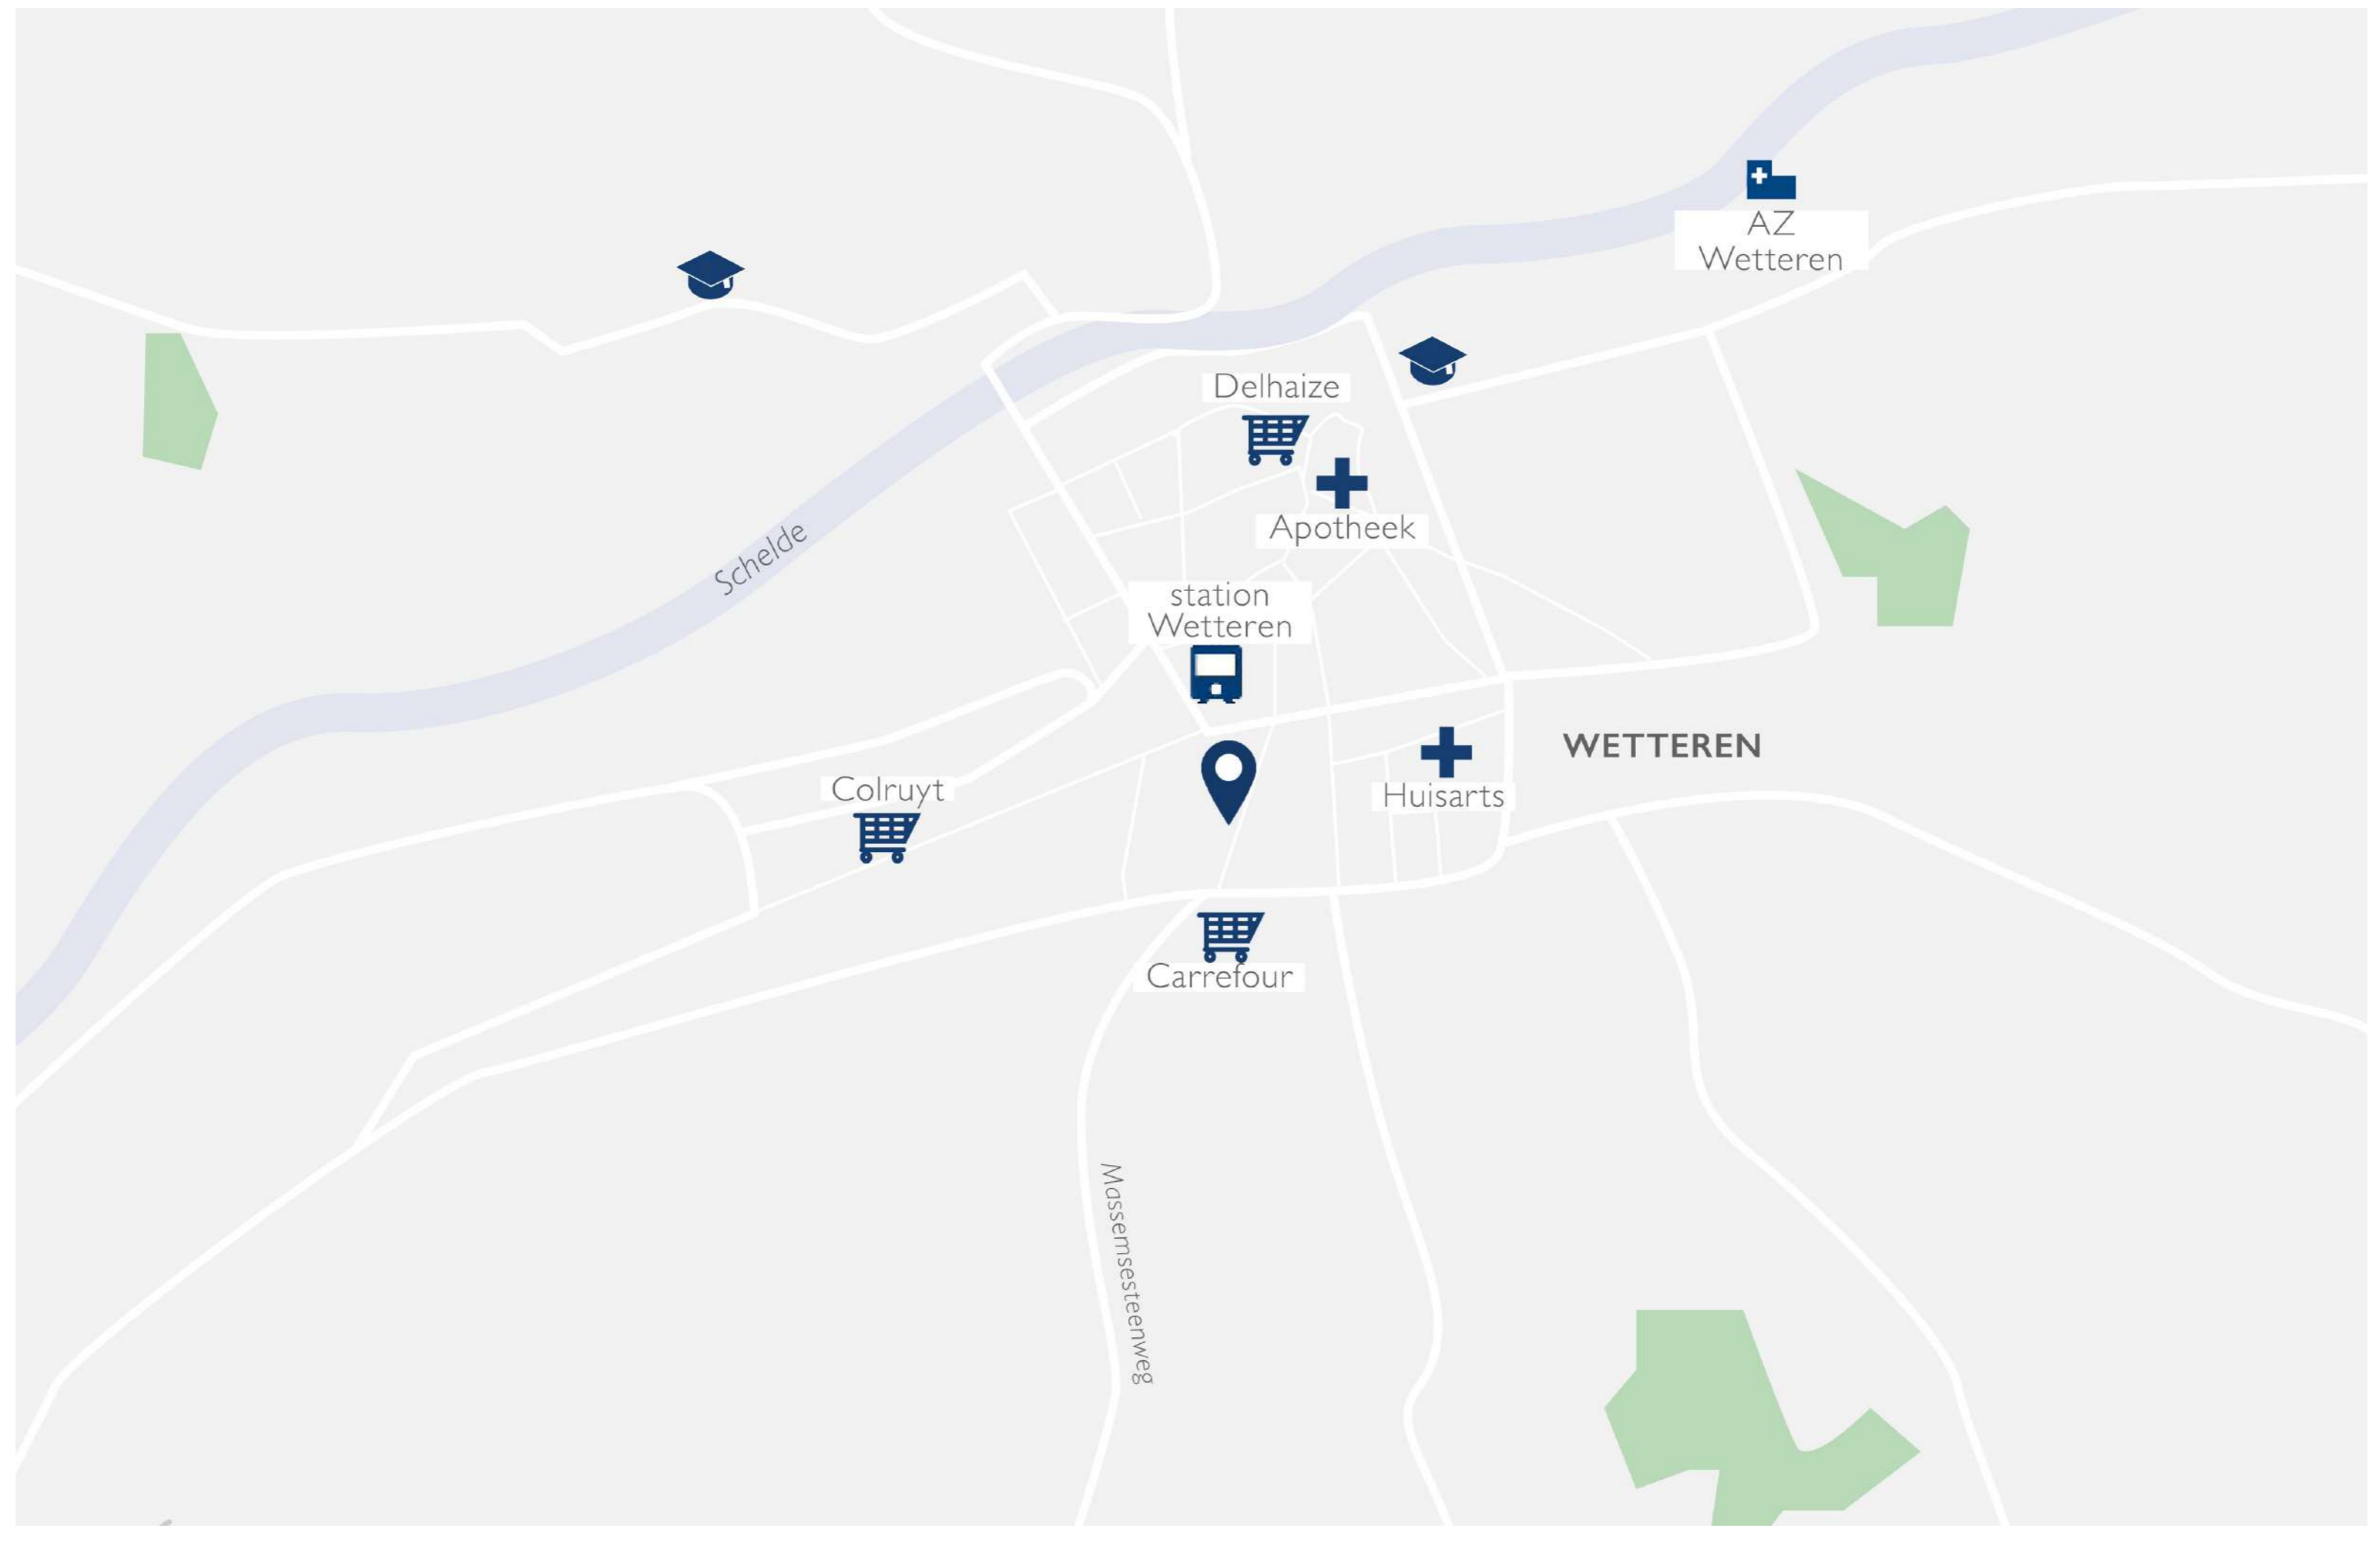 AZ
Wetteren
Delhaize
Apotheek
Schelde
station
Wetteren
WETTEREN
Colruyt
Huisarts
Carrefour
Massemsesteenweg